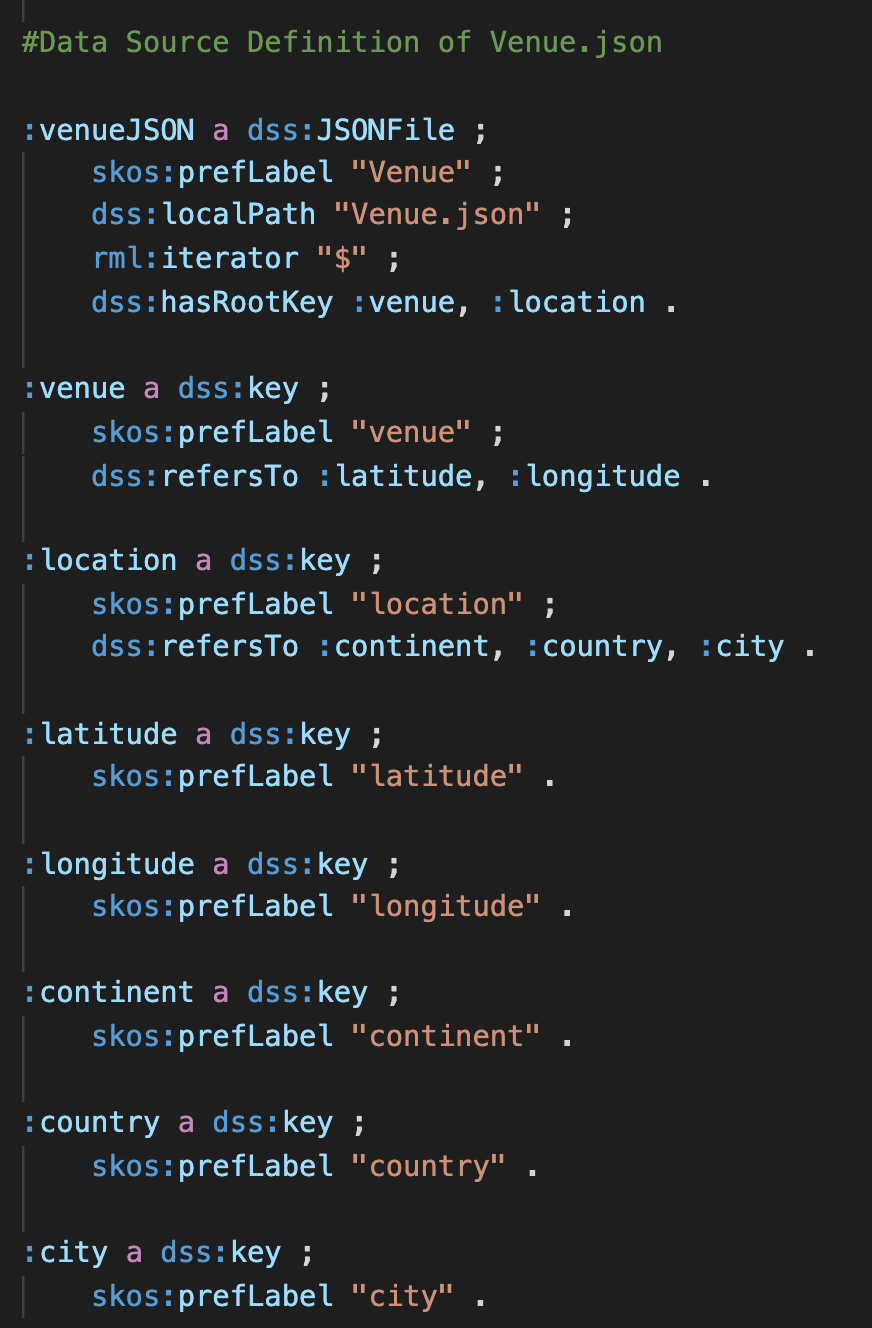 #Data Source Definition of Venue.json
:venueJSON a dss:JSONFile ;
skos:prefLabel "Venue" ;
dss:localPath "Venue.json" ;
rml:iterator "$" ;
dss:hasRootKey :venue, :location .
:venue a dss:key ;
skos:prefLabel "venue" ;
dss:refersTo :latitude, :longitude .
:location a dss:key ;
skos:prefLabel "location" ;
dss:refersTo :continent, :country, :city .
:latitude a dss:key ;
skos:prefLabel "latitude" .
:longitude a dss:key ;
skos:prefLabel "longitude" .
:continent a dss:key ;
skos:prefLabel "continent" .
:country a dss:key ;
skos:prefLabel "country" .
:city a dss:key ;
skos:prefLabel "city" .